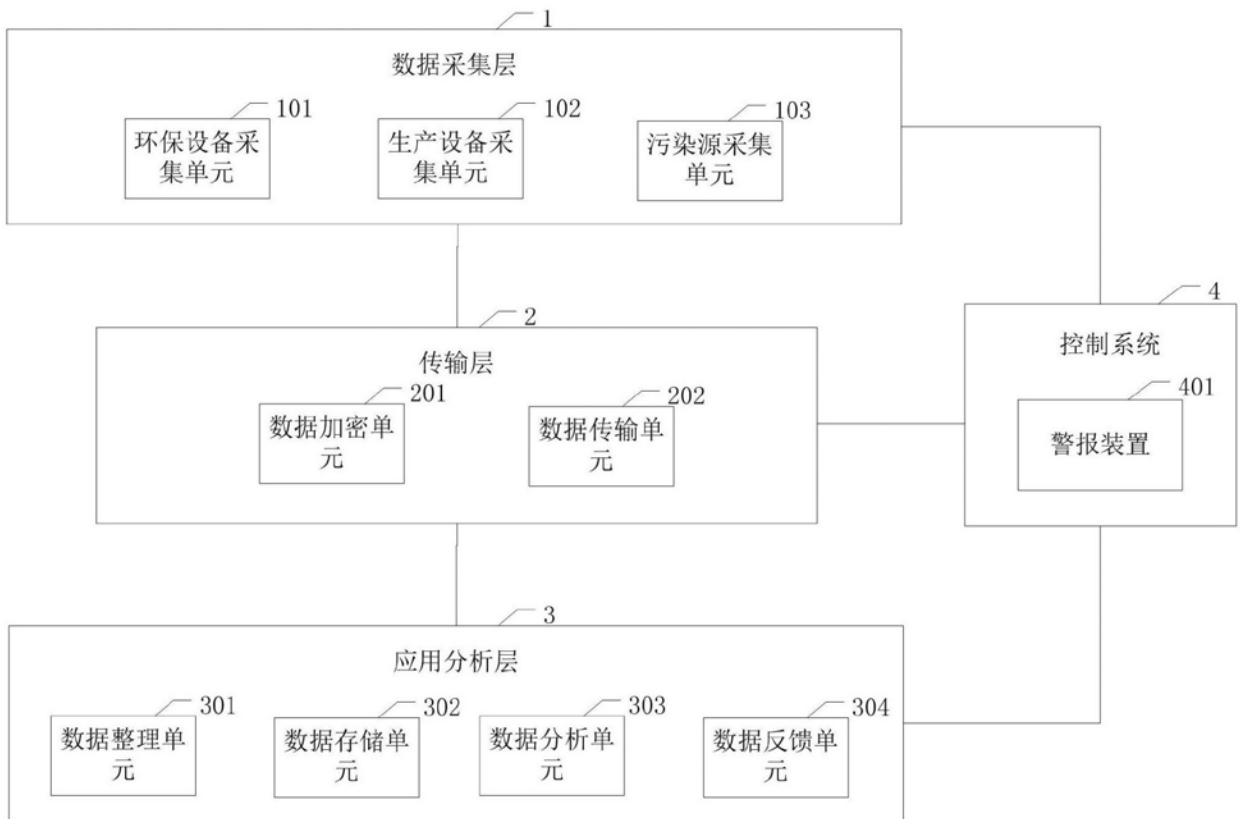 1
数据采集层
101
环保设备采
集单元
102
生产设备采
集单元
103
污染源采集
单元
2
传输层
201
数据加密单
元
202
数据传输单
元
4
控制系统
401
警报装置
3
应用分析层
301
数据整理单
元
302
数据存储单
元
303
数据分析单
元
304
数据反馈单
元